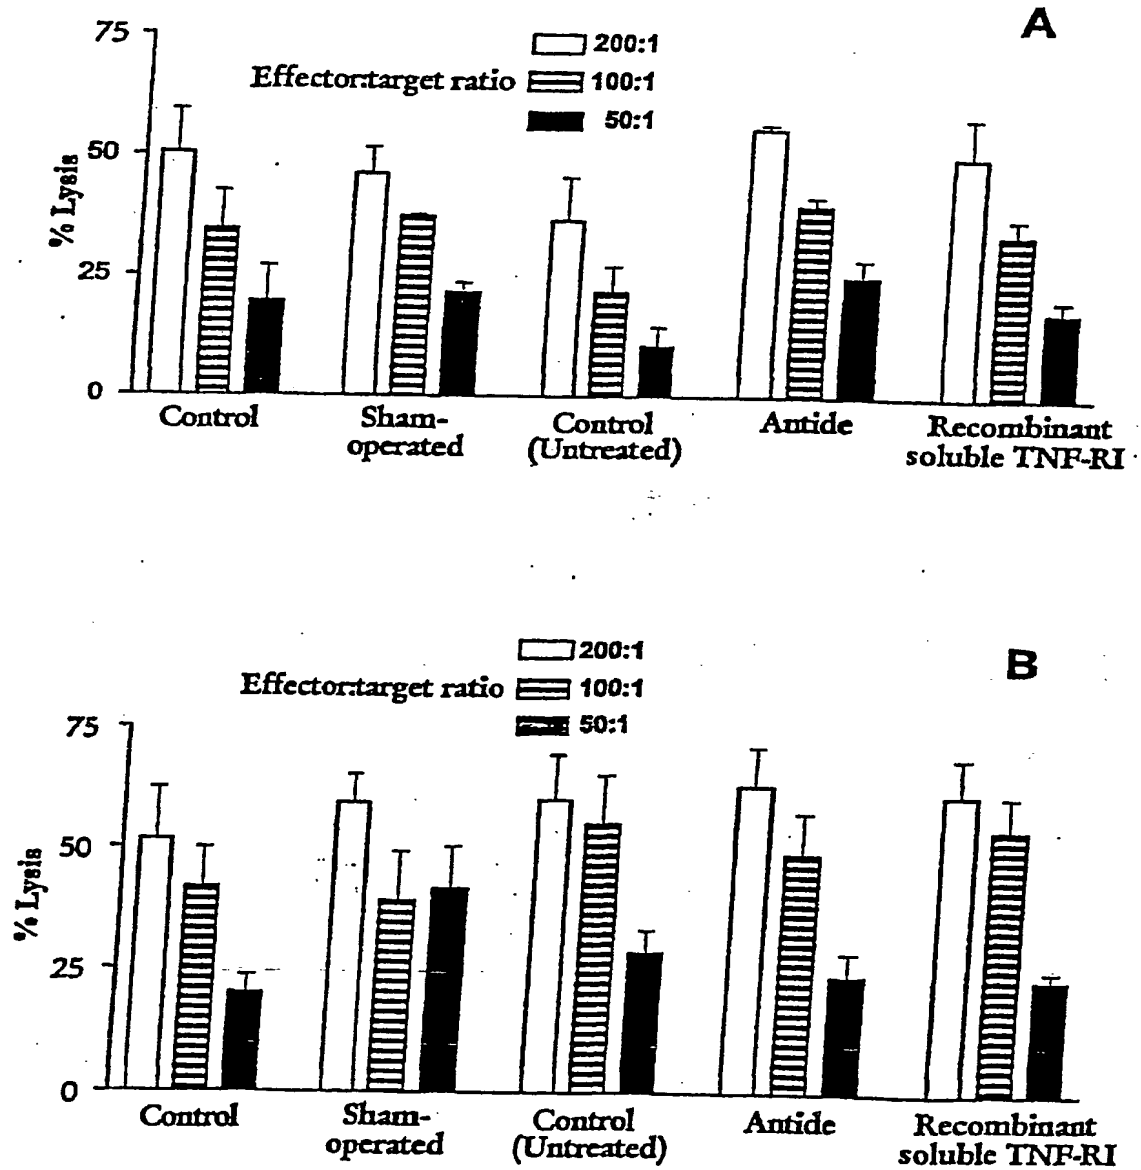 A
75
200:1
Effector:target ratio
100:1
50:1
50
% Lysis
25
0
Control
Sham-
operated
Control
(Untreated)
Antide
Recombinant
soluble TNF-RI
B
200:1
Effector:target ratio
100:1
50:1
75
50
% Lysis
25
0
Control
Sham-
operated
Control
(Untreated)
Antide
Recombinant
soluble TNF-RI